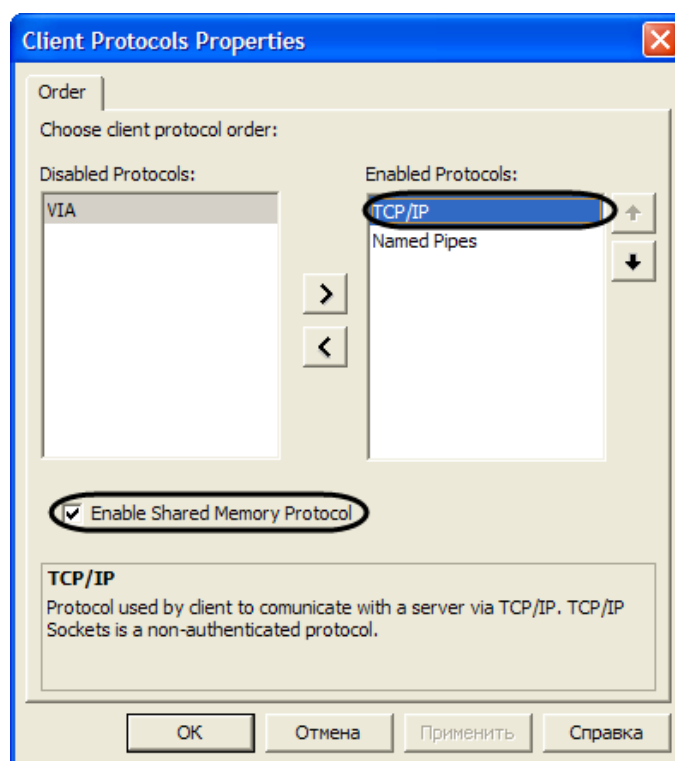 Client Protocols Properties
Order
Choose client protocol order:
Disabled Protocols:
Enabled Protocols:
VIA
TCP/IP
Named Pipes
Enable Shared Memory Protocol
TCP/IP
Protocol used by client to comunicate with a server via TCP/IP. TCP/IP
Sockets is a non-authenticated protocol.
OK
Отмена
Применить
Справка